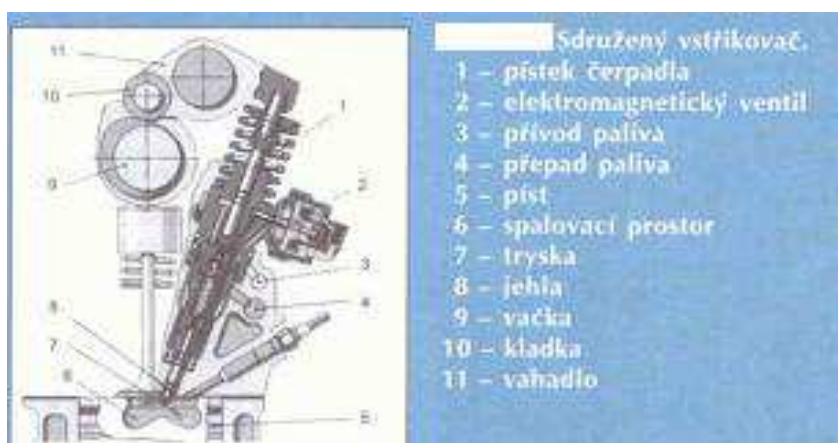 Sdružený vstřikovač.
1 – pístek čerpadla
2 – elektromagnetický ventil
3 – přívod paliva
4 – přepad paliva
5 – píst
6 – spalovací prostor
7 – tryska
8 – jehla
9 – vačka
10 – kladka
11 – vahadlo
11
10
1
9
2
3
4
8
7
6
5